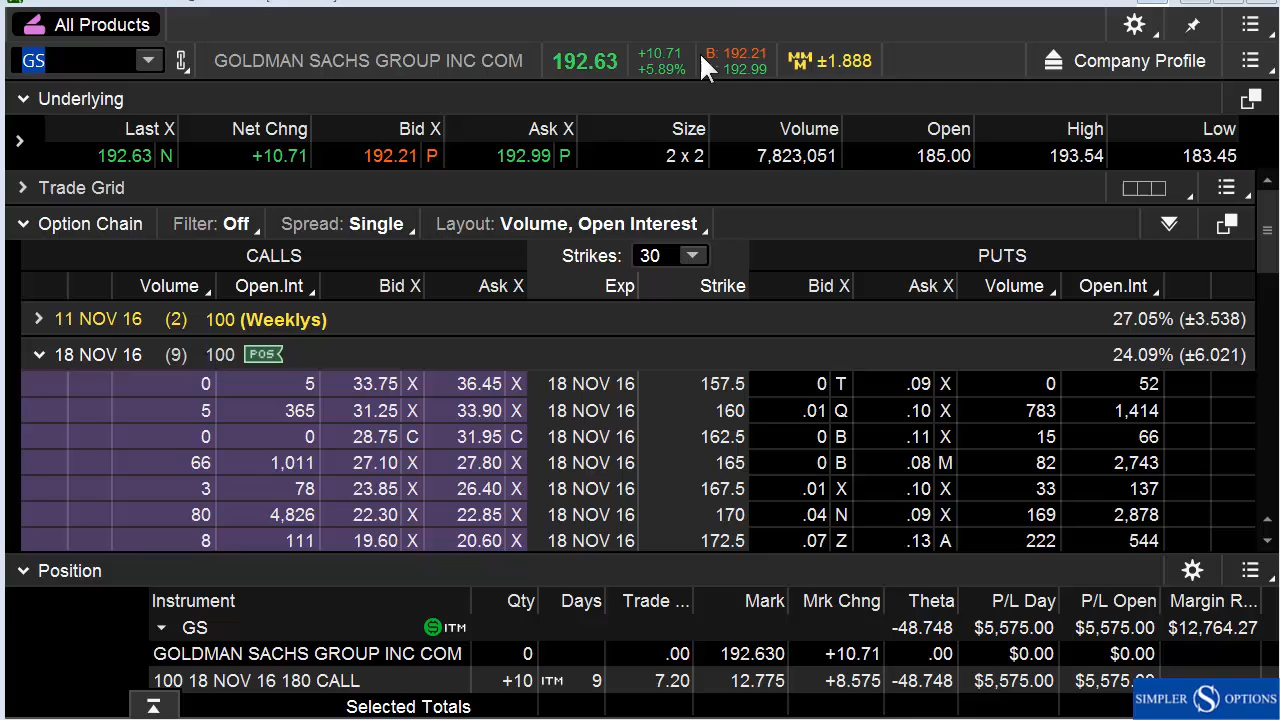 All Products
GS GOLDMAN SACHS GROUP INC COM 192.63 +10.71 +5.89% B: 192.21 192.99 MMM ±1.888 Company Profile
Underlying
Last X Net Chng Bid X Ask X Size Volume Open High Low
192.63 N +10.71 192.21 P 192.99 P 2 x 2 7,823,051 185.00 193.54 183.45
Trade Grid
Option Chain Filter: Off Spread: Single Layout: Volume, Open Interest
CALLS Strikes: 30 PUTS
Volume Open.Int Bid X Ask X Exp Strike Bid X Ask X Volume Open.Int
11 NOV 16 (2) 100 (Weeklys) 27.05% (±3.538)
18 NOV 16 (9) 100 POS 24.09% (±6.021)
0 5 33.75 X 36.45 X 18 NOV 16 157.5 0 T .09 X 0 52
5 365 31.25 X 33.90 X 18 NOV 16 160 .01 Q .10 X 783 1,414
0 0 28.75 C 31.95 C 18 NOV 16 162.5 0 B .11 X 15 66
66 1,011 27.10 X 27.80 X 18 NOV 16 165 0 B .08 M 82 2,743
3 78 23.85 X 26.40 X 18 NOV 16 167.5 .01 X .10 X 33 137
80 4,826 22.30 X 22.85 X 18 NOV 16 170 .04 N .09 X 169 2,878
8 111 19.60 X 20.60 X 18 NOV 16 172.5 .07 Z .13 A 222 544
Position
Instrument Qty Days Trade ... Mark Mrk Chng Theta P/L Day P/L Open Margin R...
GS S ITM -48.748 $5,575.00 $5,575.00 $12,764.27
GOLDMAN SACHS GROUP INC COM 0 .00 192.630 +10.71 .00 $0.00 $0.00
100 18 NOV 16 180 CALL +10 ITM 9 7.20 12.775 +8.575 -48.748 $5,575.00 $5,575...
Selected Totals
SIMPLER S OPTIONS